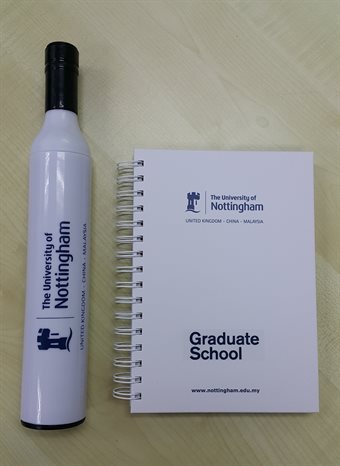 The University of
Nottingham
UNITED KINGDOM - CHINA - MALAYSIA
The University of
Nottingham
UNITED KINGDOM - CHINA - MALAYSIA
Graduate
School
www.nottingham.edu.my